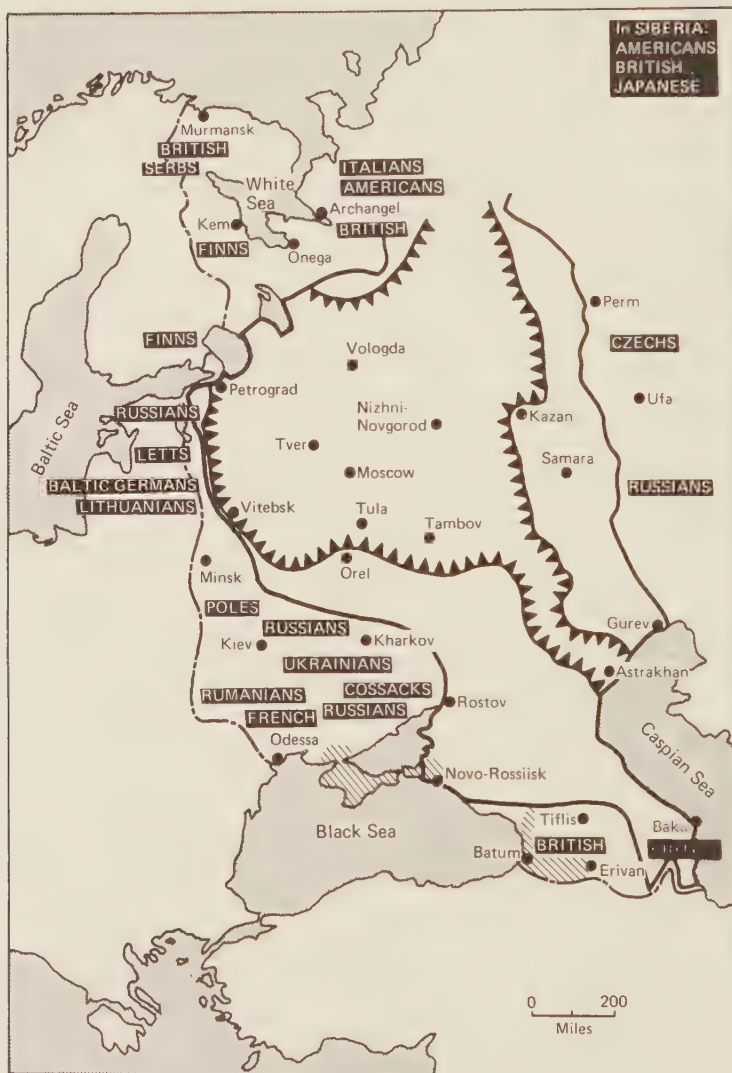 In SIBERIA:
AMERICANS
BRITISH
JAPANESE
Murmansk
BRITISH
SERBS
White
Sea
ITALIANS
AMERICANS
Archangel
Kem
BRITISH
FINNS
Onega
Perm
FINNS
CZECHS
Vologda
Petrograd
Ufa
Baltic Sea
RUSSIANS
Nizhni-
Novgorod
Kazan
Tver
LETTS
Samara
Moscow
BALTIC GERMANS
RUSSIANS
LITHUANIANS
Vitebsk
Tula
Tambov
Minsk
Orel
POLES
RUSSIANS
Gurev
Kiev
Kharkov
UKRAINIANS
Astrakhan
RUMANIANS
COSSACKS
FRENCH
RUSSIANS
Rostov
Odessa
Caspian Sea
Novo-Rossiisk
Tiflis
Black Sea
Batum
BRITISH
Erivan
0 200
Miles